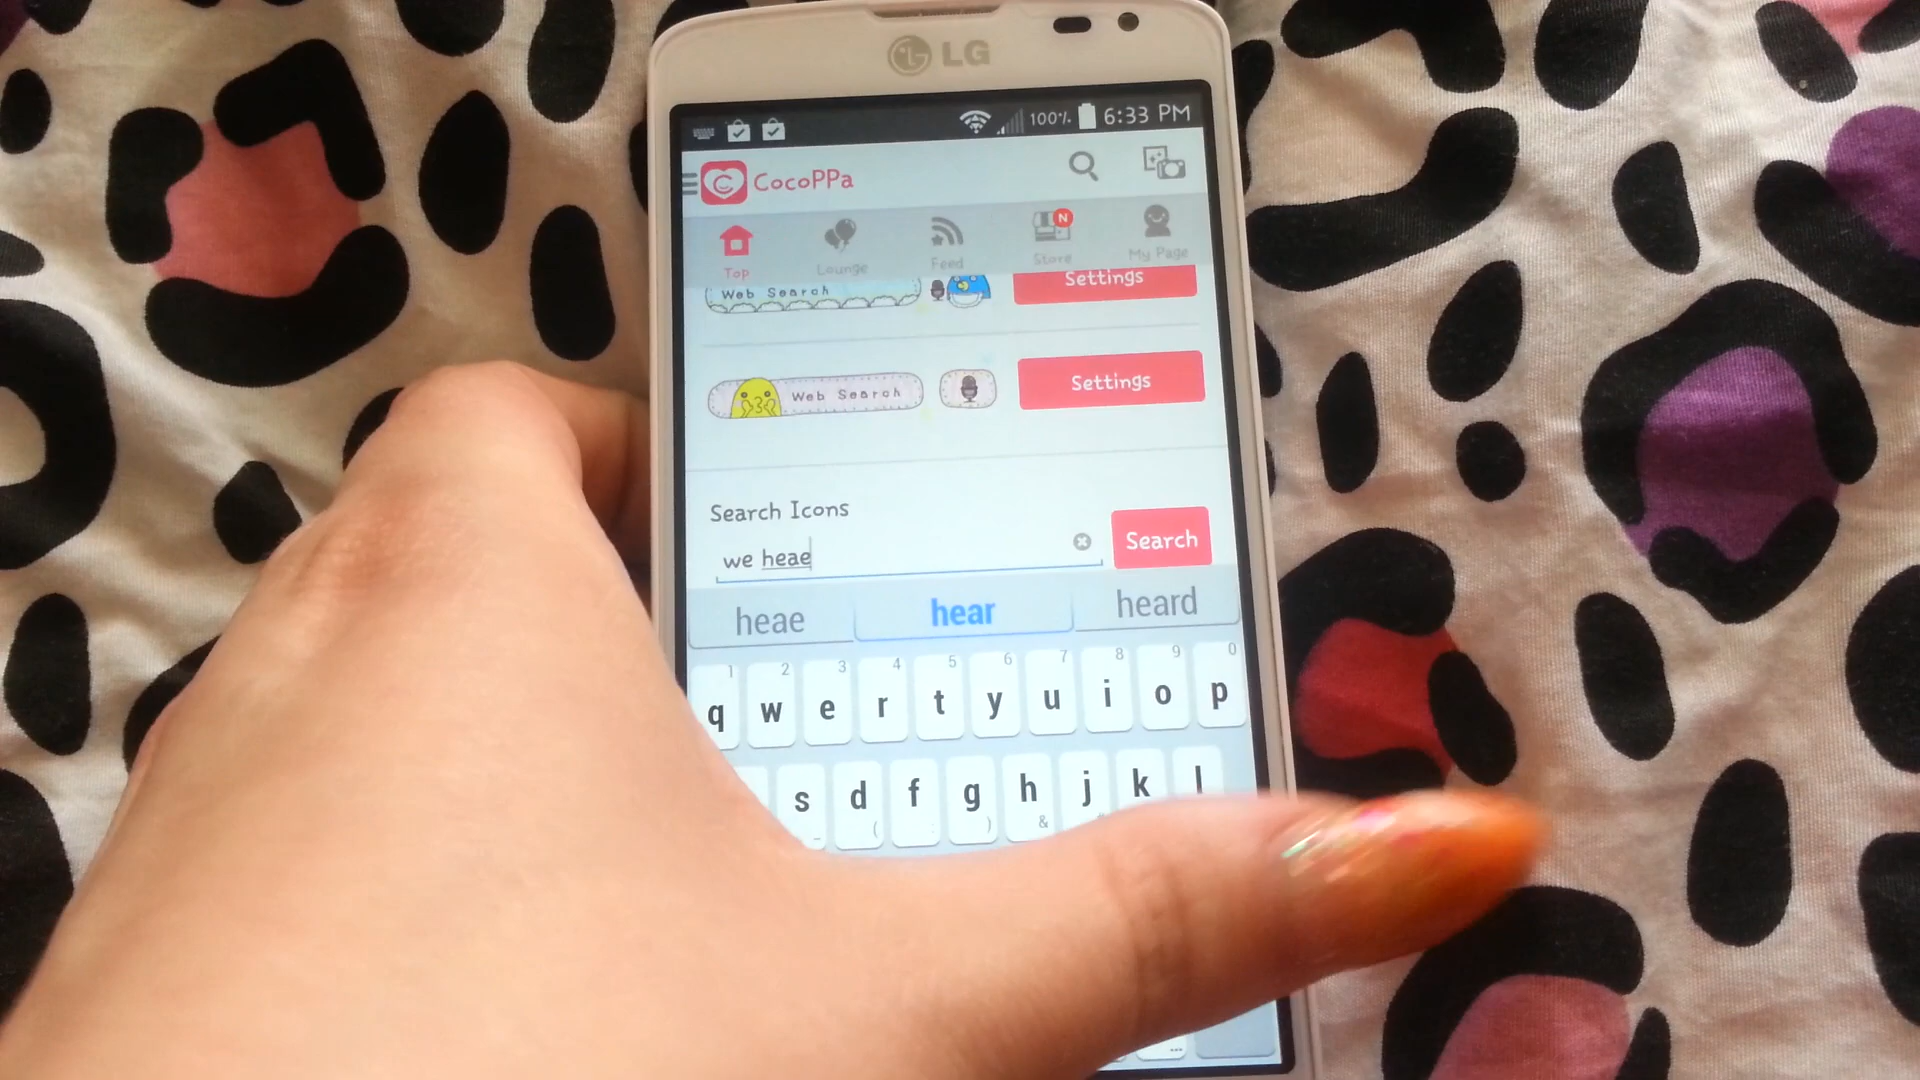 LG
100% 6:33 PM
CocoPPa
Top Lounge Feed Store N My Page
Web Search Settings
Web Search Settings
Search Icons
we heae Search
heae hear heard
1 2 3 4 5 6 7 8 9 0
q w e r t y u i o p
s d f g h j k l
_ ( : ) &